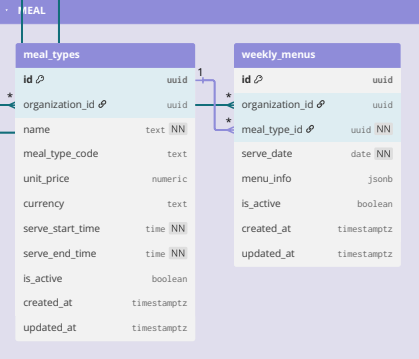 · MEAL
meal_types
id uuid
organization_id uuid
name text NN
meal_type_code text
unit_price numeric
currency text
serve_start_time time NN
serve_end_time time NN
is_active boolean
created_at timestamptz
updated_at timestamptz
1
*
*
*
weekly_menus
id uuid
organization_id uuid
meal_type_id uuid NN
serve_date date NN
menu_info jsonb
is_active boolean
created_at timestamptz
updated_at timestamptz